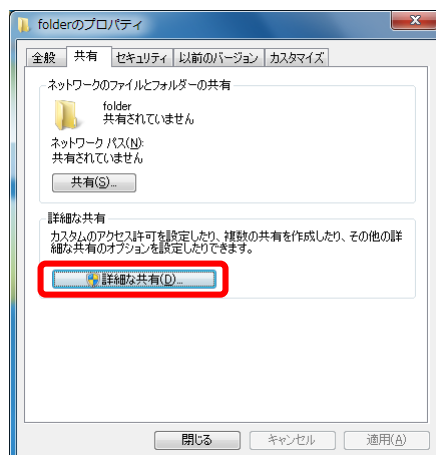 folderのプロパティ
全般 共有 セキュリティ 以前のバージョン カスタマイズ
ネットワークのファイルとフォルダーの共有
folder
共有されていません
ネットワーク パス(N):
共有されていません
共有(S)...
詳細な共有
カスタムのアクセス許可を設定したり、複数の共有を作成したり、その他の詳
細な共有のオプションを設定したりできます。
詳細な共有(D)...
閉じる キャンセル 適用(A)